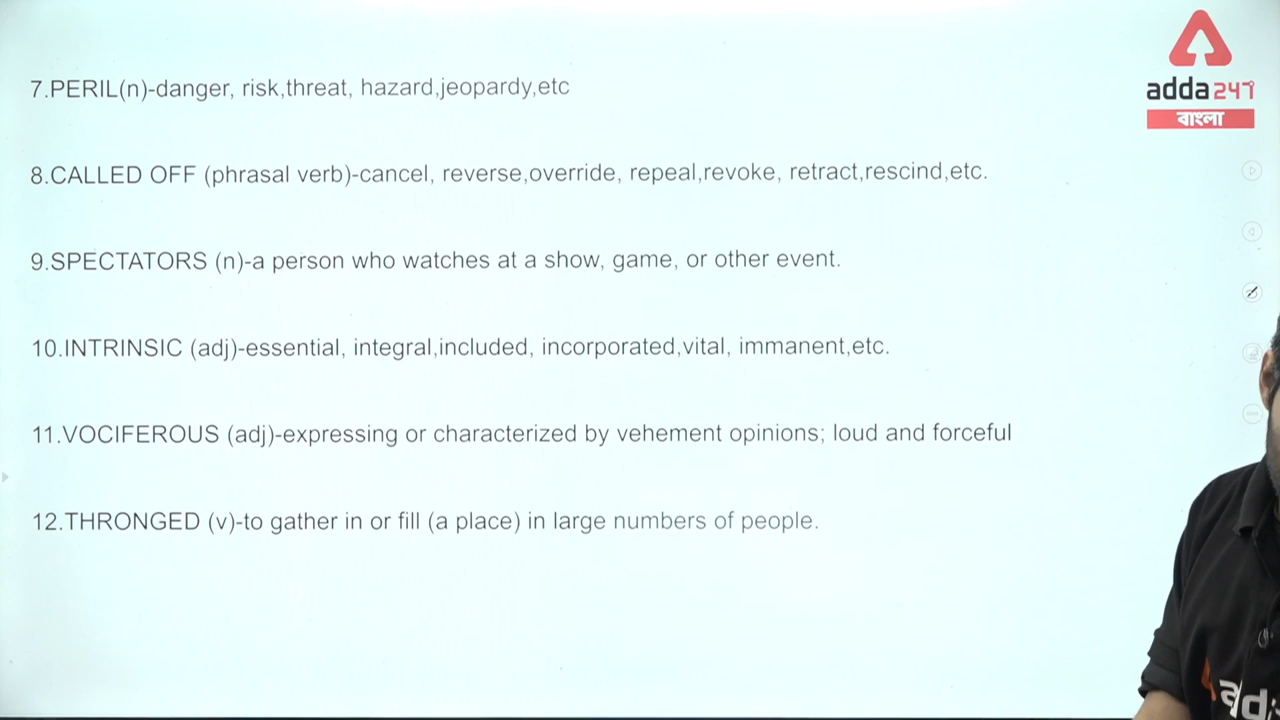 7.PERIL(n)-danger, risk,threat, hazard,jeopardy,etc
adda247
বাংলা
8.CALLED OFF (phrasal verb)-cancel, reverse,override, repeal,revoke, retract,rescind,etc.
9.SPECTATORS (n)-a person who watches at a show, game, or other event.
10.INTRINSIC (adj)-essential, integral,included, incorporated,vital, immanent,etc.
11.VOCIFEROUS (adj)-expressing or characterized by vehement opinions; loud and forceful
12.THRONGED (v)-to gather in or fill (a place) in large numbers of people.